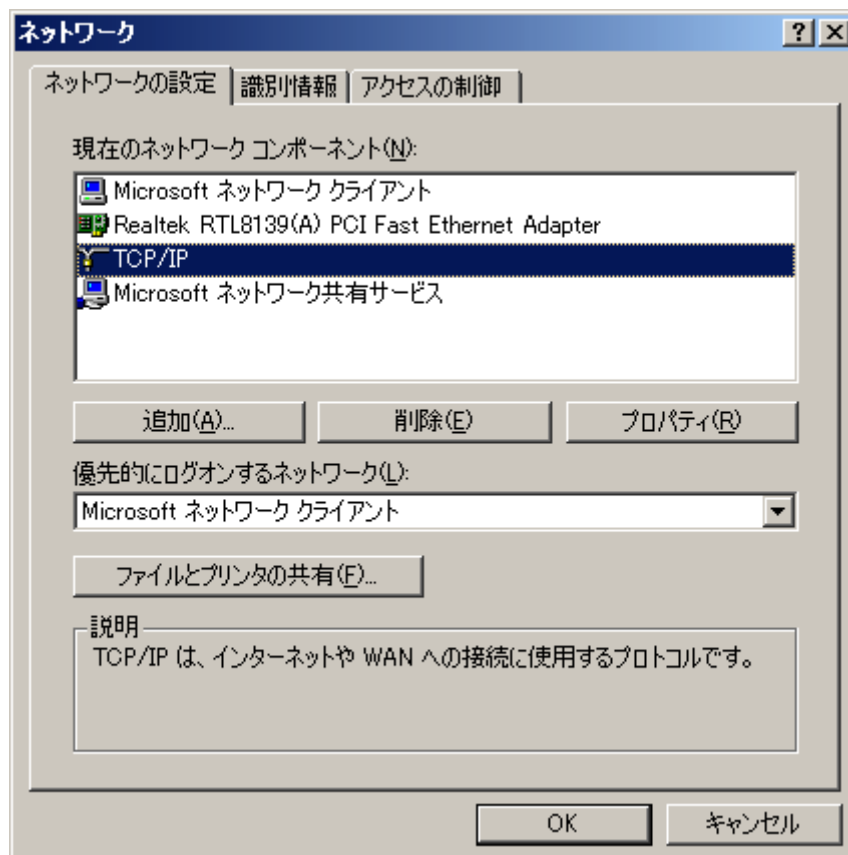 ネットワーク
ネットワークの設定 識別情報 アクセスの制御
現在のネットワーク コンポーネント(N):
Microsoft ネットワーク クライアント
Realtek RTL8139(A) PCI Fast Ethernet Adapter
TCP/IP
Microsoft ネットワーク共有サービス
追加(A)... 削除(E) プロパティ(R)
優先的にログオンするネットワーク(L):
Microsoft ネットワーク クライアント
ファイルとプリンタの共有(F)...
説明
TCP/IP は、インターネットや WAN への接続に使用するプロトコルです。
OK キャンセル